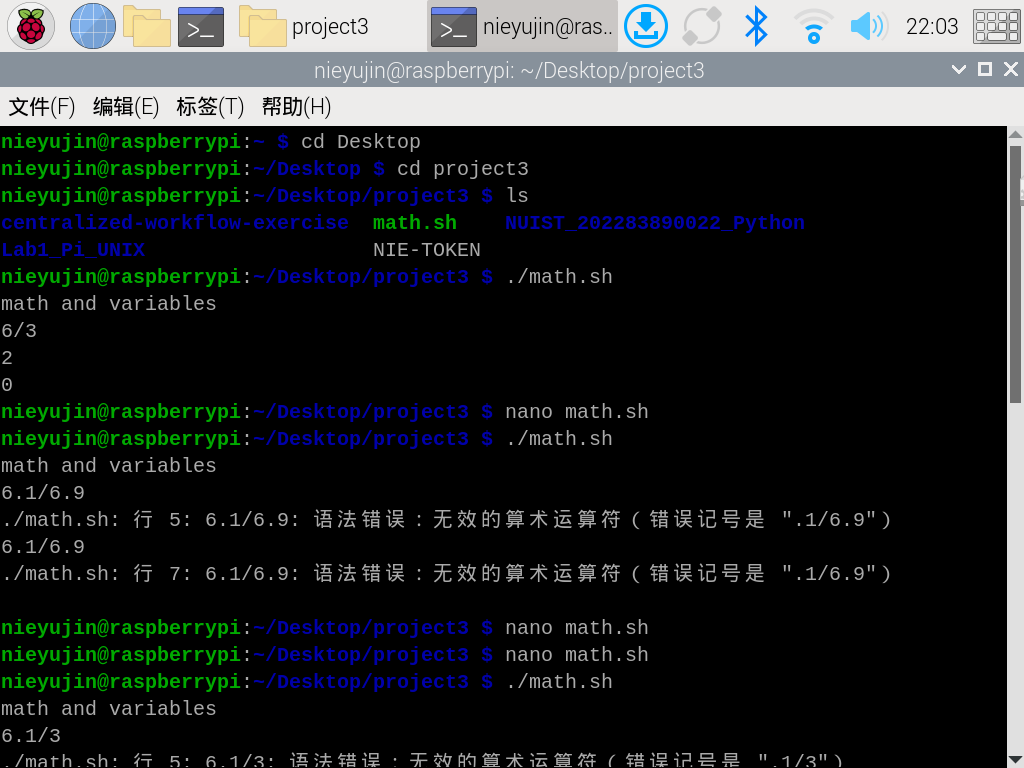 project3
nieyujin@ras..
22:03
nieyujin@raspberrypi: ~/Desktop/project3
文件(F) 编辑(E) 标签(T) 帮助(H)
nieyujin@raspberrypi:~ $ cd Desktop
nieyujin@raspberrypi:~/Desktop $ cd project3
nieyujin@raspberrypi:~/Desktop/project3 $ ls
centralized-workflow-exercise math.sh NUIST_202283890022_Python
Lab1_Pi_UNIX NIE-TOKEN
nieyujin@raspberrypi:~/Desktop/project3 $ ./math.sh
math and variables
6/3
2
0
nieyujin@raspberrypi:~/Desktop/project3 $ nano math.sh
nieyujin@raspberrypi:~/Desktop/project3 $ ./math.sh
math and variables
6.1/6.9
./math.sh: 行 5: 6.1/6.9: 语法错误：无效的算术运算符（错误记号是 ".1/6.9"）
6.1/6.9
./math.sh: 行 7: 6.1/6.9: 语法错误：无效的算术运算符（错误记号是 ".1/6.9"）
nieyujin@raspberrypi:~/Desktop/project3 $ nano math.sh
nieyujin@raspberrypi:~/Desktop/project3 $ nano math.sh
nieyujin@raspberrypi:~/Desktop/project3 $ ./math.sh
math and variables
6.1/3
./math.sh: 行 5: 6.1/3: 语法错误：无效的算术运算符（错误记号是 ".1/3"）